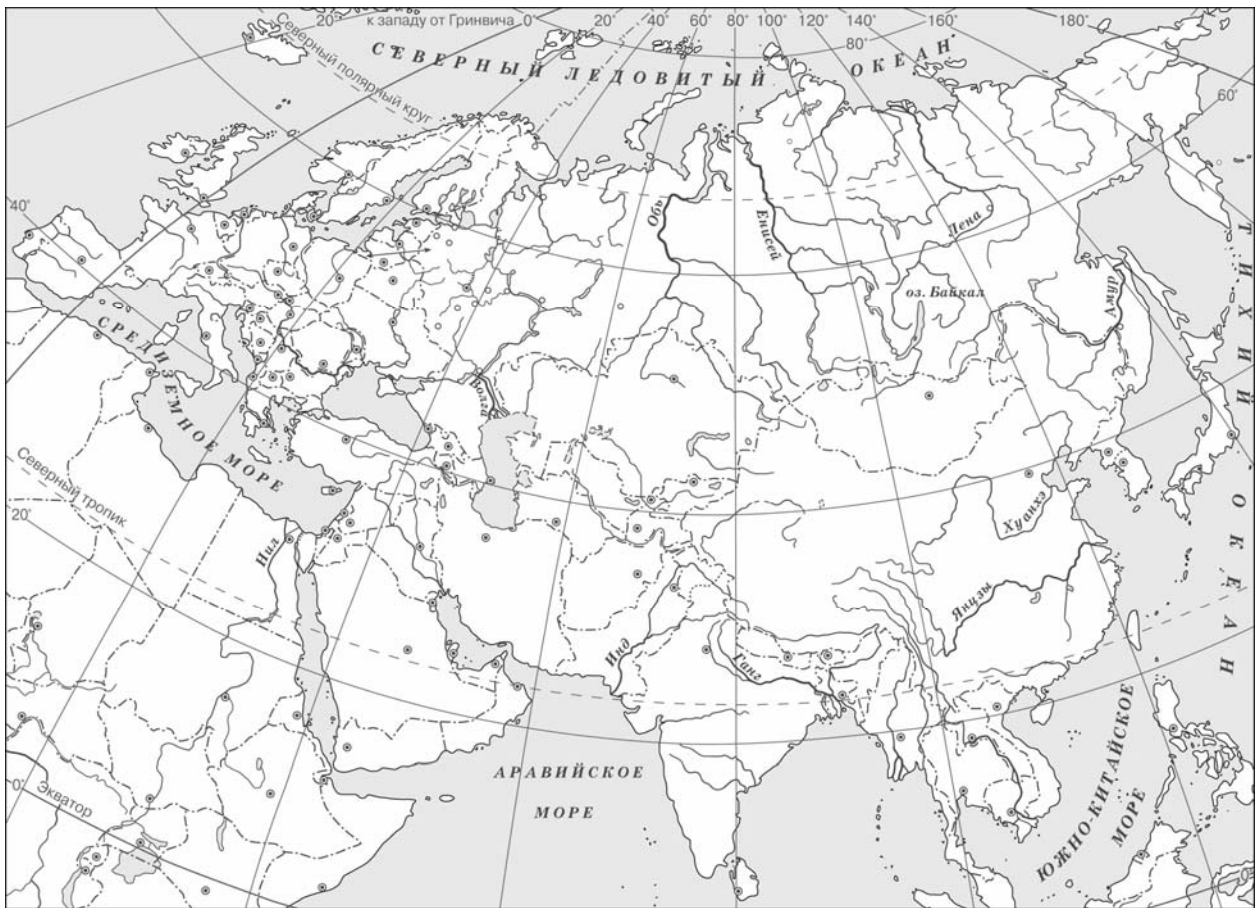 20° к западу от Гринвича 0° 20° 40° 60° 80° 100° 120° 140° 160° 180°
СЕВЕРНЫЙ ЛЕДОВИТЫЙ ОКЕАН
80°
60°
Северный полярный круг
40°
Обь
Енисей
Лена
оз. Байкал
Амур
ТИХИЙ ОКЕАН
СРЕДИЗЕМНОЕ МОРЕ
Волга
Северный тропик
20°
Нил
Хуанхэ
Янцзы
Инд
Ганг
АРАВИЙСКОЕ
МОРЕ
ЮЖНО-КИТАЙСКОЕ
МОРЕ
Экватор
0°
0°